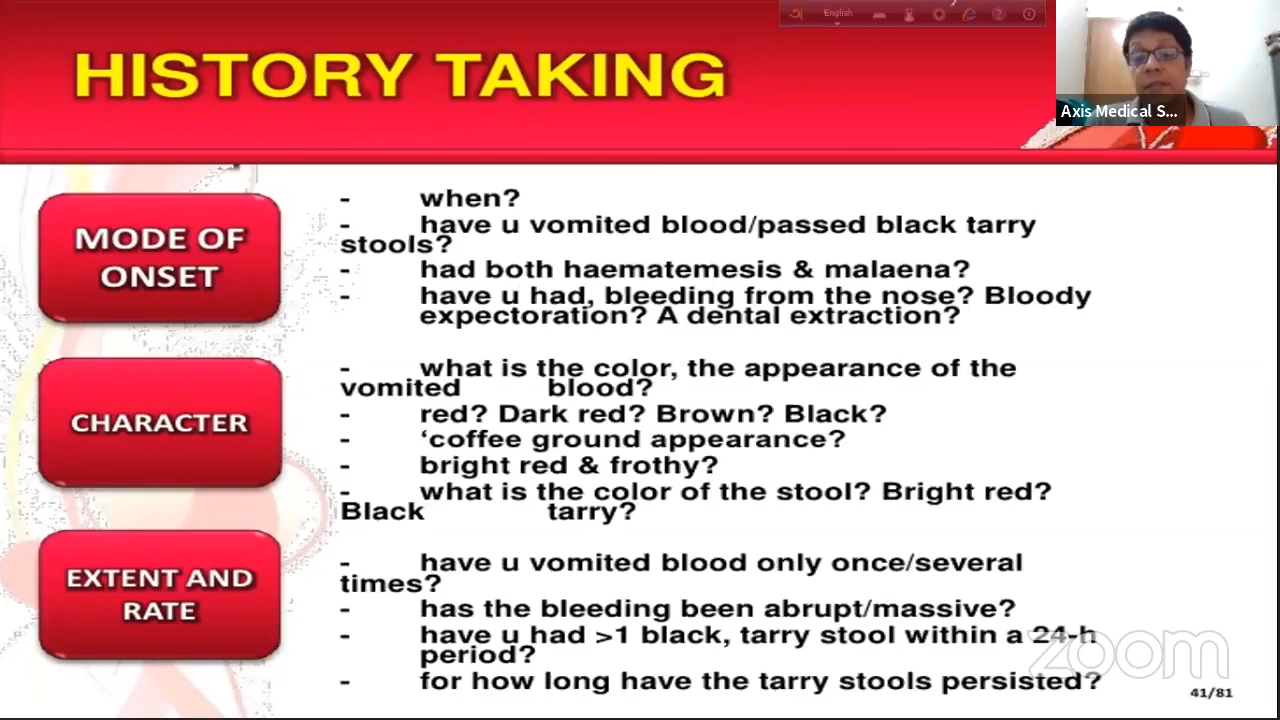 English
HISTORY TAKING
Axis Medical S...
MODE OF
ONSET
- when?
- have u vomited blood/passed black tarry
stools?
- had both haematemesis & malaena?
- have u had, bleeding from the nose? Bloody
expectoration? A dental extraction?
CHARACTER
- what is the color, the appearance of the
vomited blood?
- red? Dark red? Brown? Black?
- ‘coffee ground appearance?
- bright red & frothy?
- what is the color of the stool? Bright red?
Black tarry?
EXTENT AND
RATE
- have u vomited blood only once/several
times?
- has the bleeding been abrupt/massive?
- have u had >1 black, tarry stool within a 24-h
period?
- for how long have the tarry stools persisted?
zoom
41/81